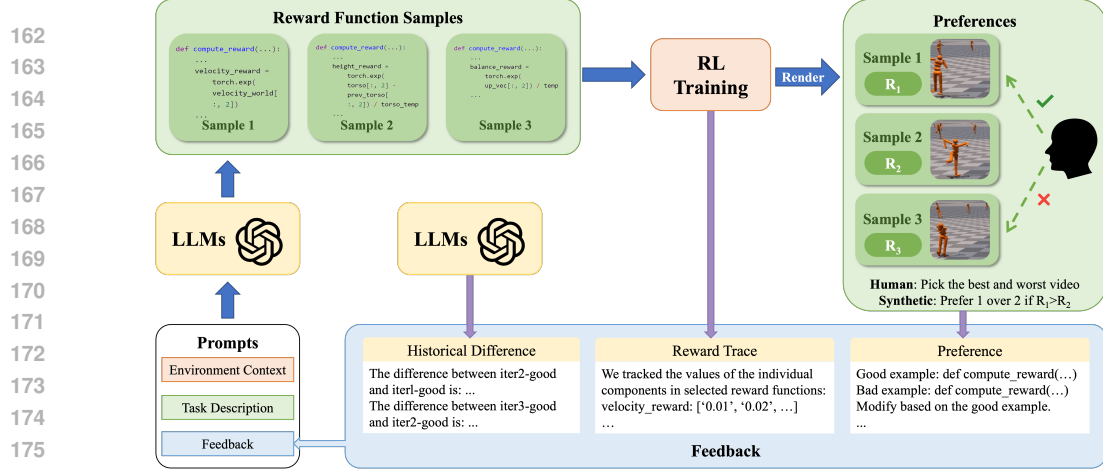 162
163
164
165
166
167
168
169
170
171
172
173
174
175
Reward Function Samples
def compute_reward(...):
...
velocity_reward =
torch.exp(
velocity_world[
:, 2])
...
Sample 1
def compute_reward(...):
...
height_reward =
torch.exp(
torso[:, 2] -
prev_torso[
:, 2]) / torso_temp
...
Sample 2
def compute_reward(...):
...
balance_reward =
torch.exp(
up_vec[:, 2]) / temp
...
Sample 3
RL
Training
Render
Preferences
Sample 1
R1
Sample 2
R2
Sample 3
R3
Human: Pick the best and worst video
Synthetic: Prefer 1 over 2 if R1>R2
LLMs
LLMs
Prompts
Environment Context
Task Description
Feedback
Historical Difference
The difference between iter2-good
and iterl-good is: ...
The difference between iter3-good
and iter2-good is: ...
Reward Trace
We tracked the values of the individual
components in selected reward functions:
velocity_reward: [‘0.01’, ‘0.02’, …]
…
Preference
Good example: def compute_reward(…)
Bad example: def compute_reward(…)
Modify based on the good example.
...
Feedback